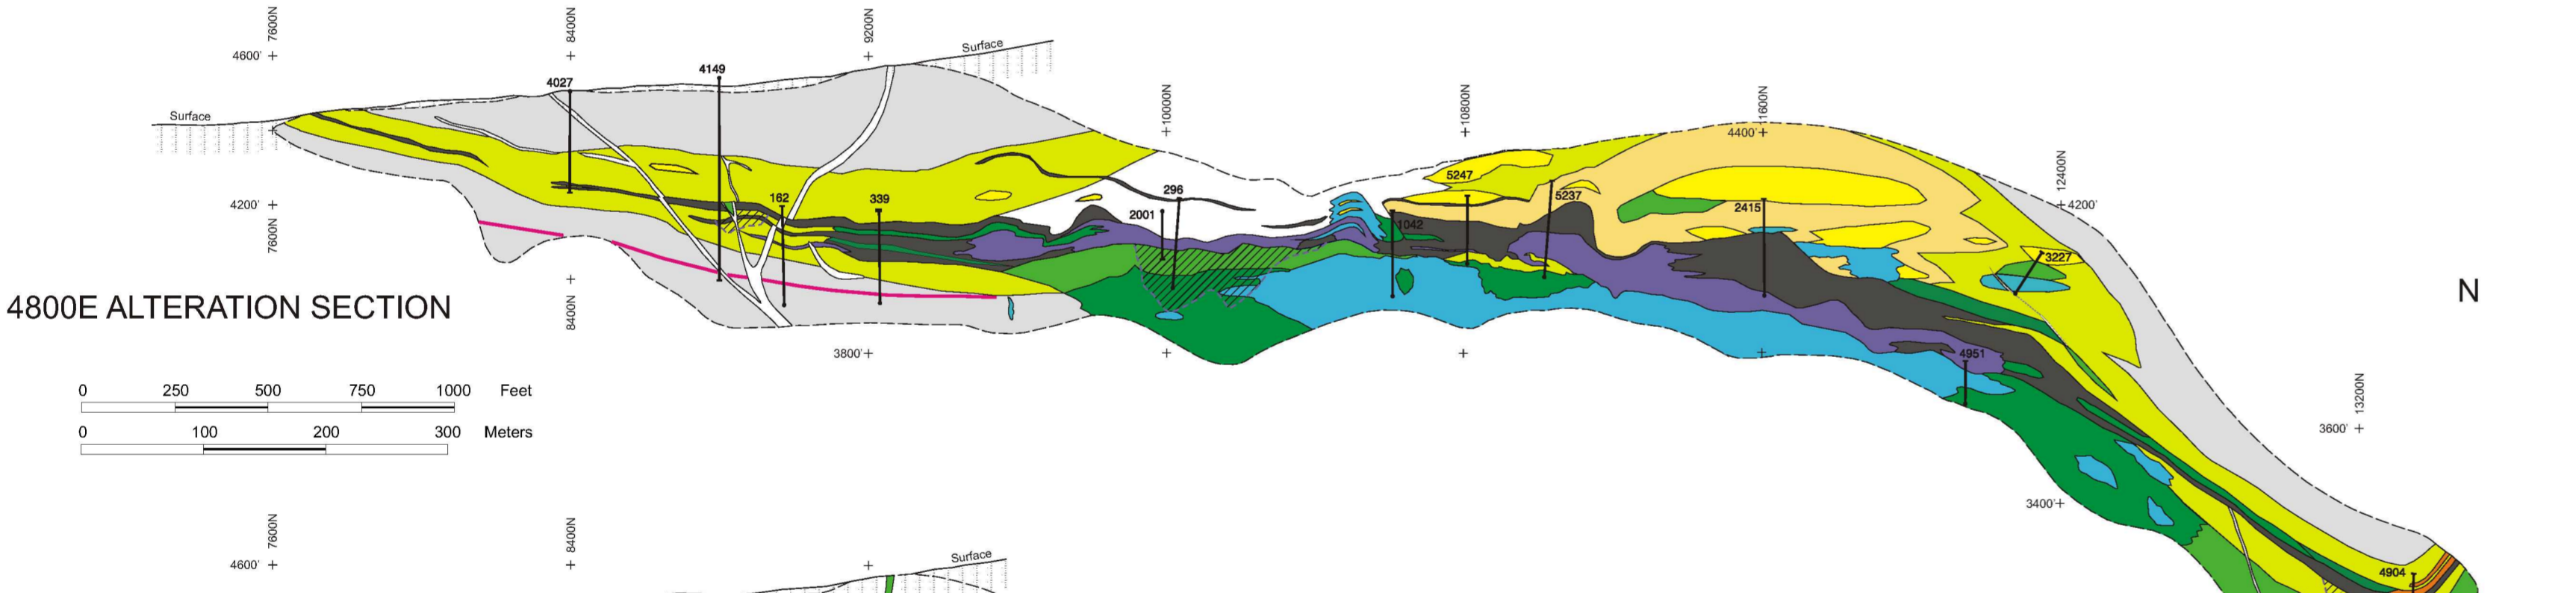 7600N
8400N
9200N
4600'
Surface
4149
4027
Surface
10000N
10800N
11600N
4400'
12400N
4200'
5247
5237
2415
296
2001
162
339
1042
4200'
7600N
3227
4800E ALTERATION SECTION
8400N
N
3800'
4951
0 250 500 750 1000 Feet
0 100 200 300 Meters
13200N
3600'
3400'
7600N
8400N
4600'
Surface
4904